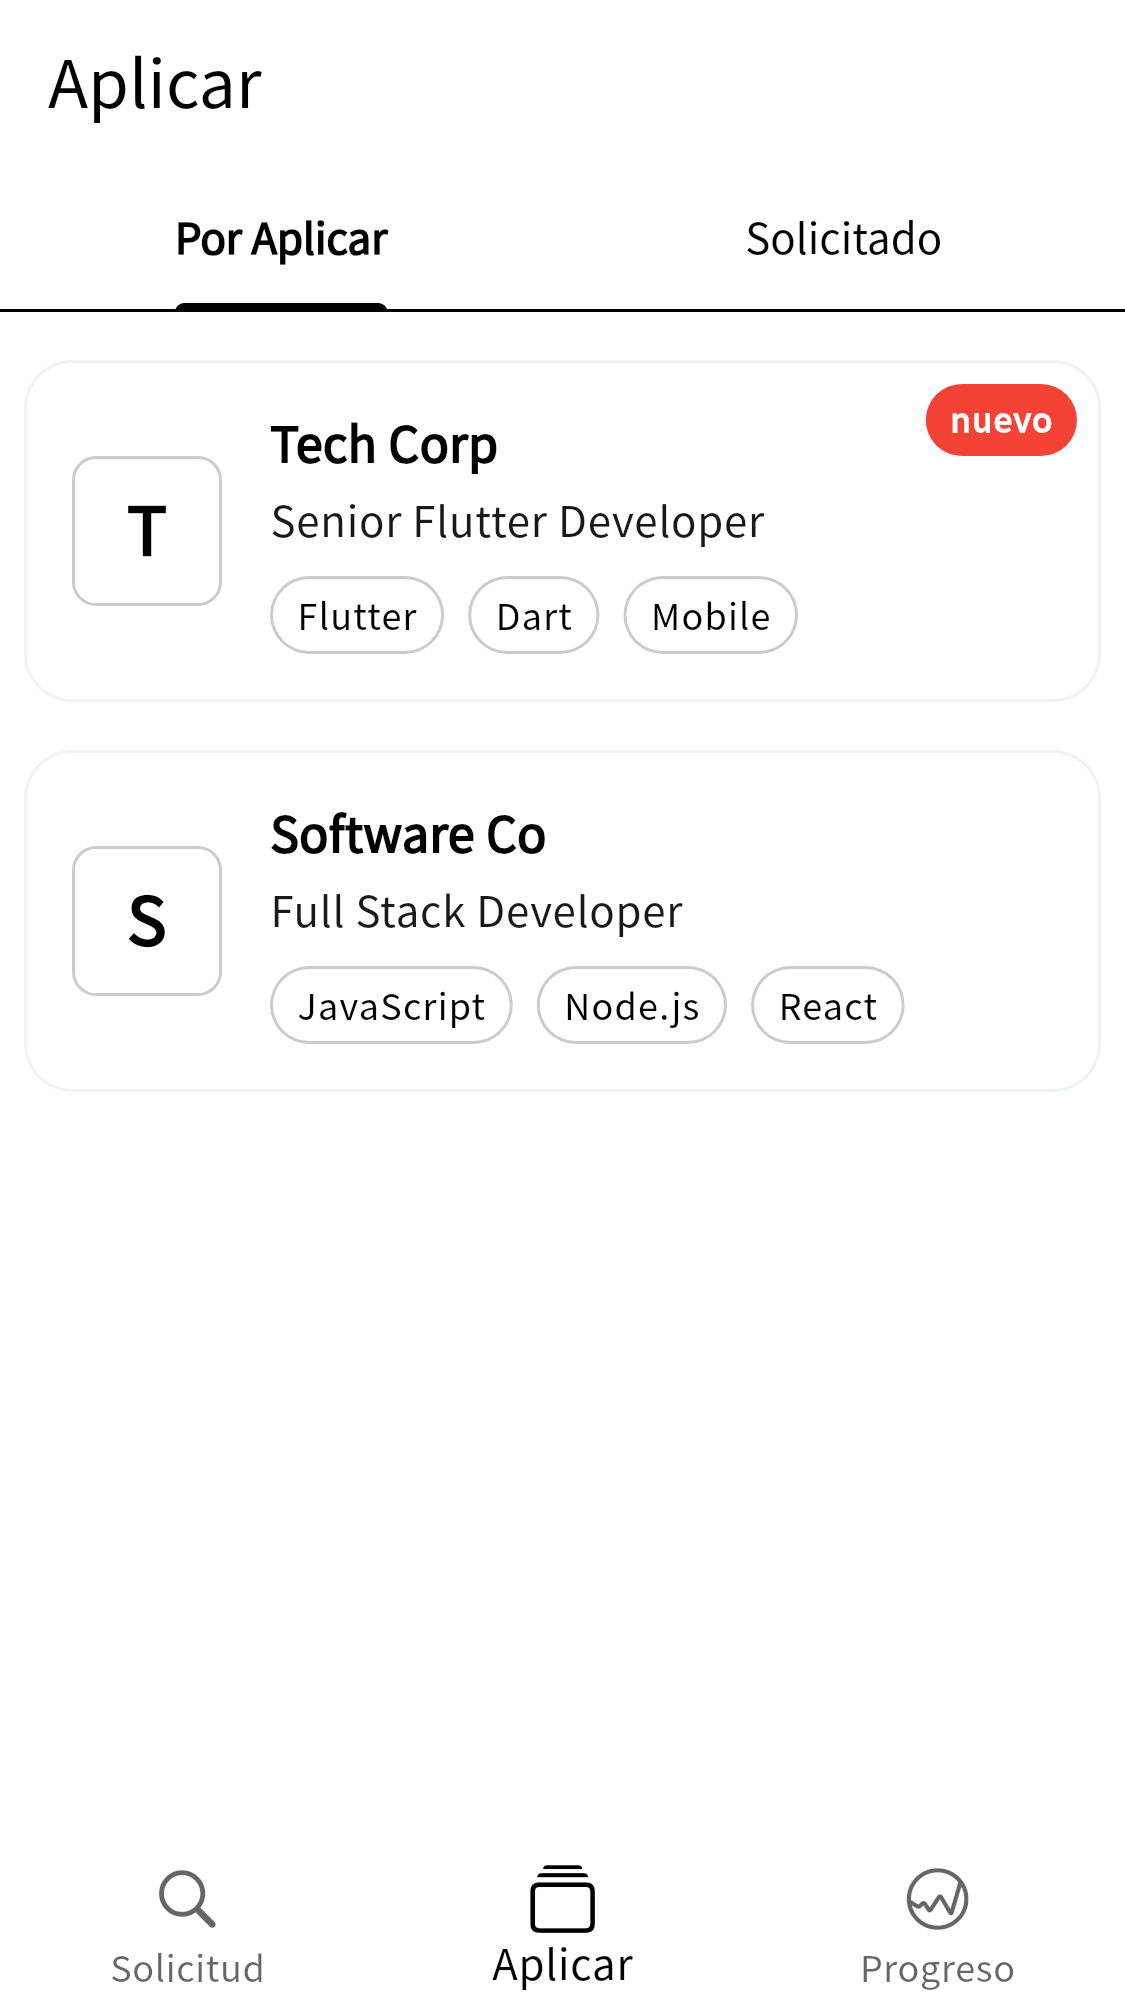 Aplicar
Por Aplicar
Solicitado
nuevo
T
Tech Corp
Senior Flutter Developer
Flutter
Dart
Mobile
S
Software Co
Full Stack Developer
JavaScript
Node.js
React
Solicitud
Aplicar
Progreso